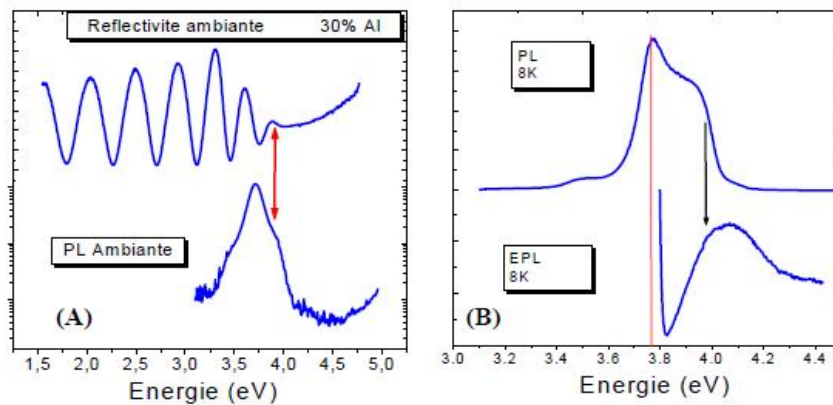 Reflectivite ambiante 30% Al
PL Ambiante
(A)
1,5 2,0 2,5 3,0 3,5 4,0 4,5 5,0
Energie (eV)
PL
8K
EPL
8K
(B)
3.0 3.2 3.4 3.6 3.8 4.0 4.2 4.4
Energie (eV)